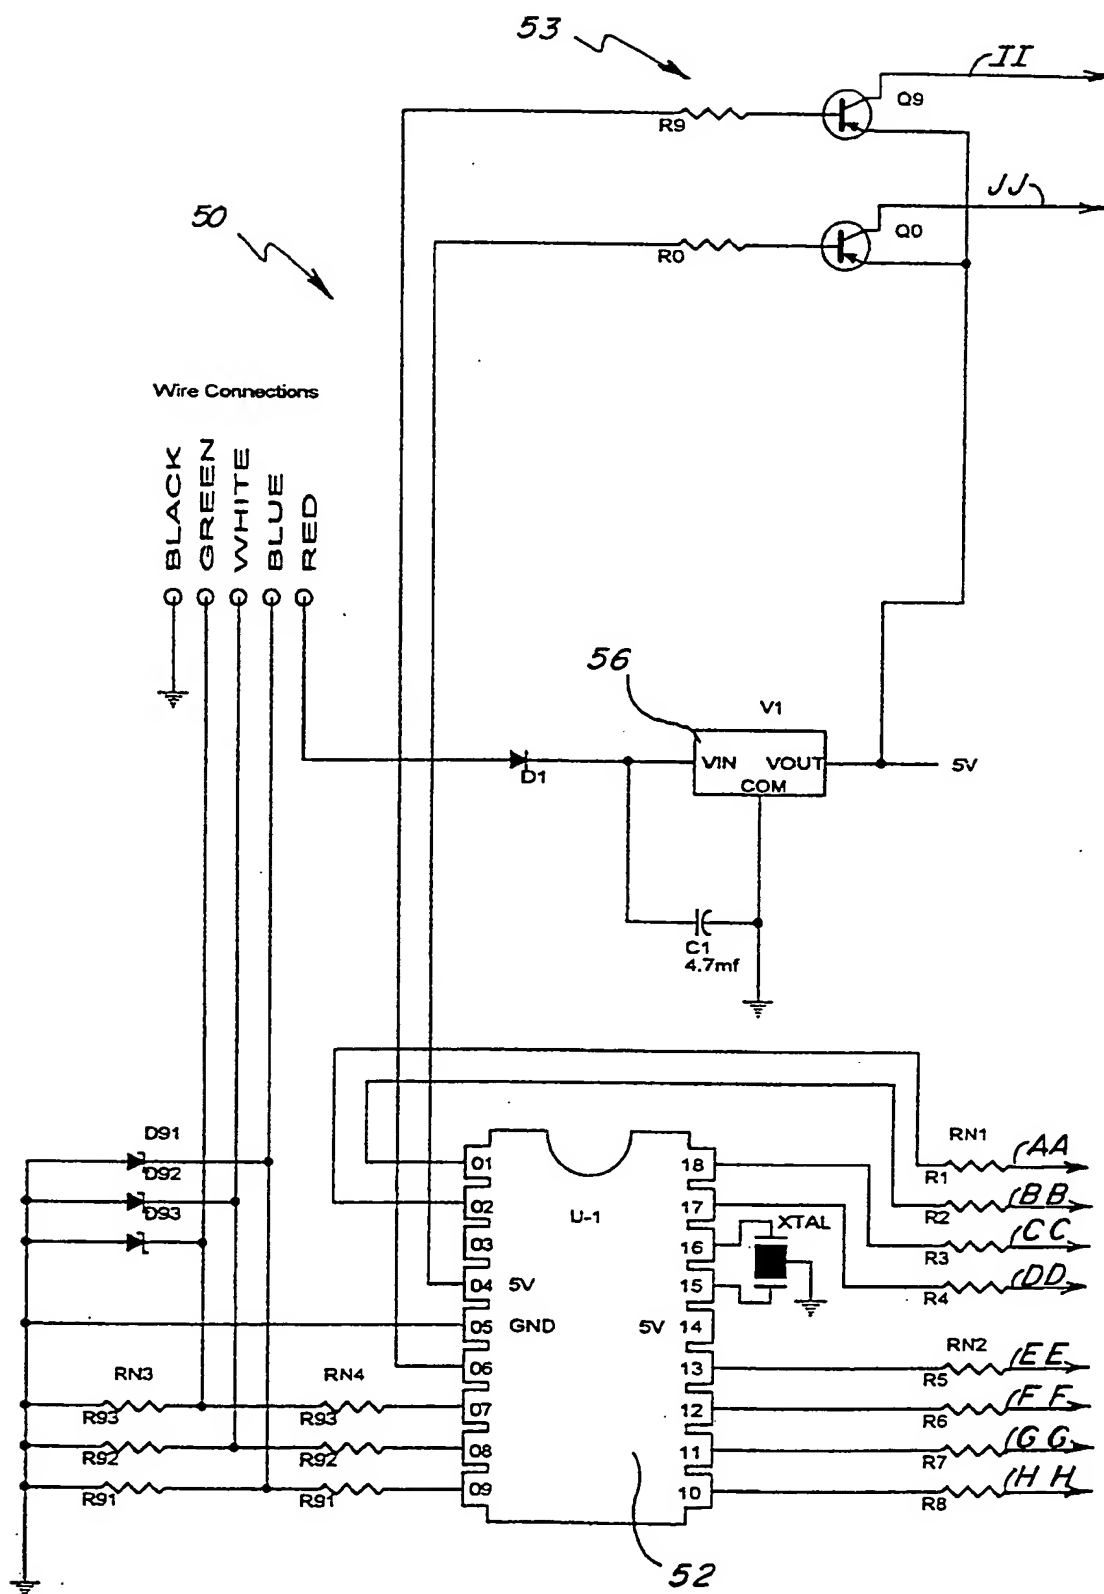 53
II
Q9
R9
JJ
Q0
R0
50
Wire Connections
BLACK
GREEN
WHITE
BLUE
RED
56
V1
VIN VOUT
COM
5V
D1
C1
4.7mf
D91
D92
D93
RN1
AA
R1
BB
R2
CC
R3
DD
R4
01
02
03
04
05
06
07
08
09
U-1
5V
GND
5V
18
17
16
15
14
13
12
11
10
XTAL
RN2
EE
R5
FF
R6
GG
R7
HH
R8
RN3
RN4
R93
R93
R92
R92
R91
R91
52